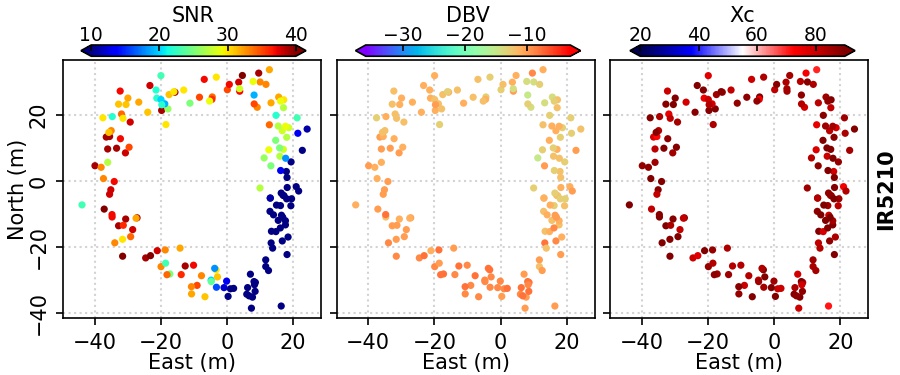 SNR DBV Xc
10 20 30 40 −30 −20 −10 20 40 60 80
20
0
−20
−40
North (m)
IR5210
−40 −20 0 20 −40 −20 0 20 −40 −20 0 20
East (m) East (m) East (m)